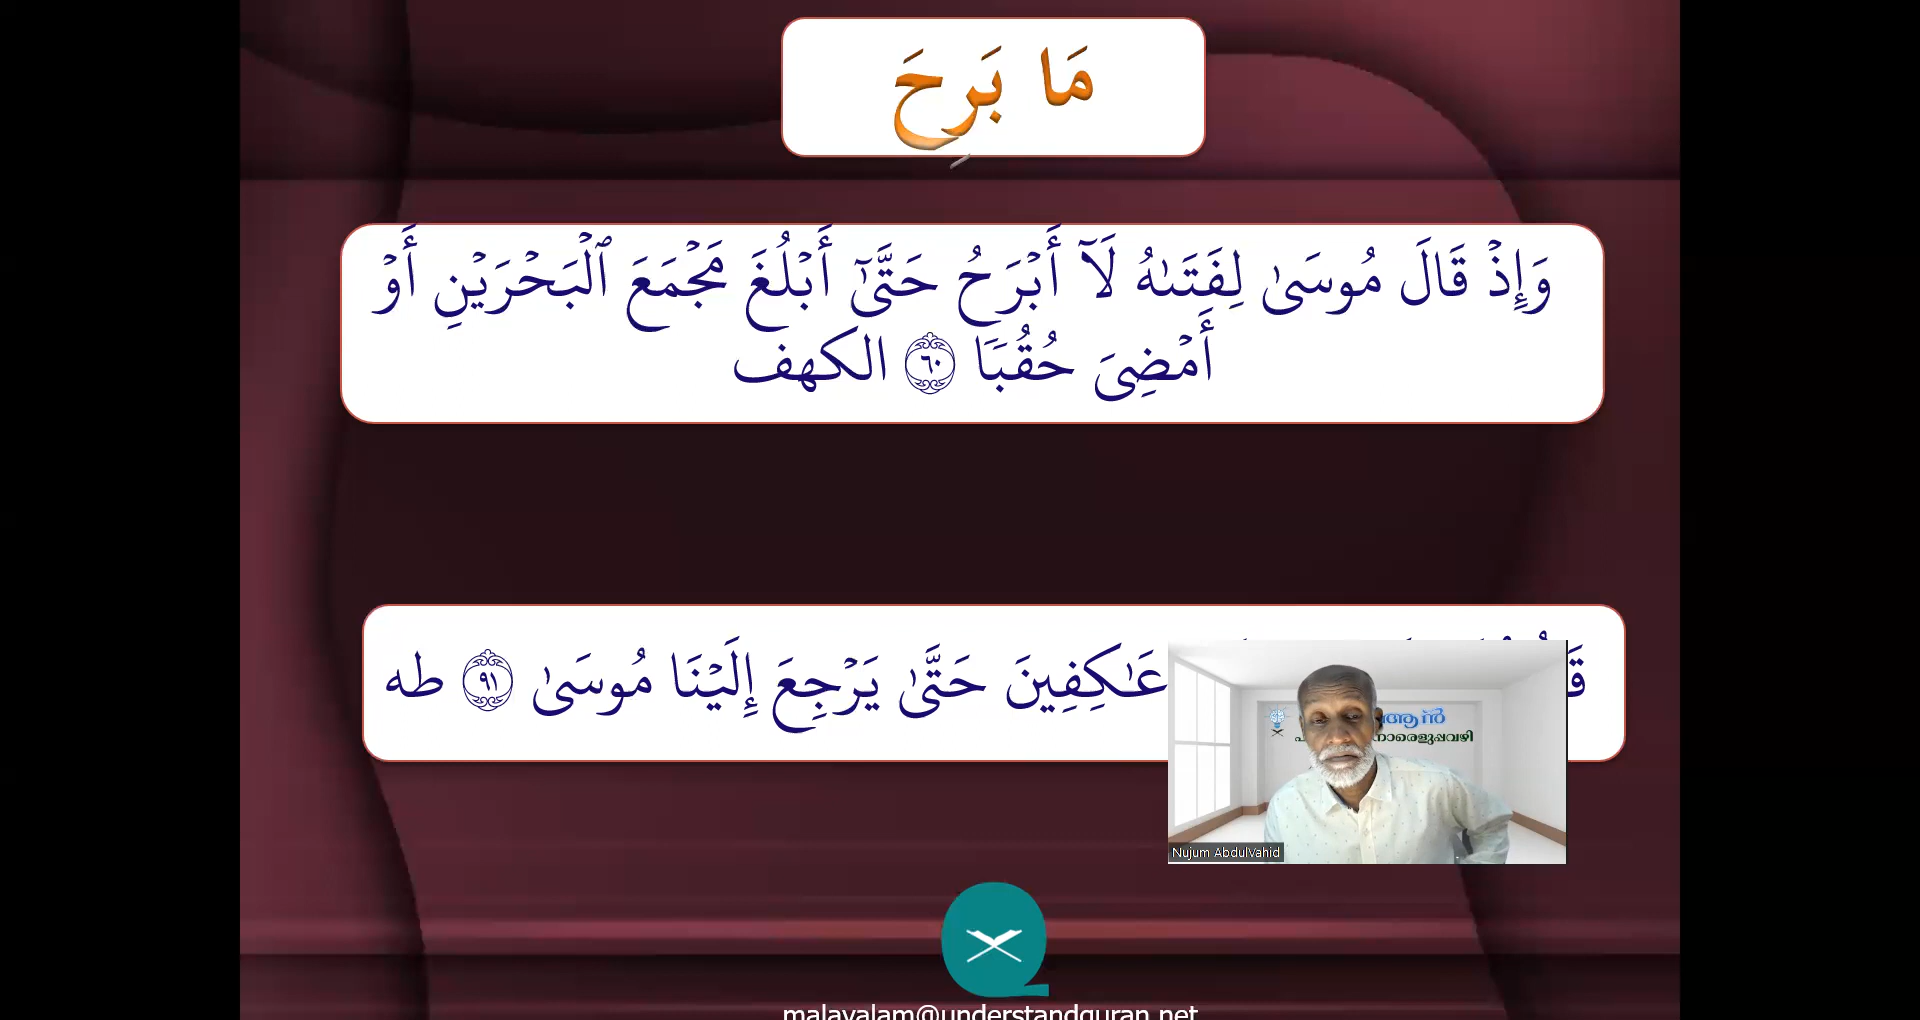 مَا بَرِحَ
وَإِذۡ قَالَ مُوسَىٰ لِفَتَىٰهُ لَآ أَبۡرَحُ حَتَّىٰٓ أَبۡلُغَ مَجۡمَعَ ٱلۡبَحۡرَيۡنِ أَوۡ
أَمۡضِيَ حُقُبٗا ٦٠ الكهف
عَٰكِفِينَ حَتَّىٰ يَرۡجِعَ إِلَيۡنَا مُوسَىٰ ٩١ طه
Nujum AbdulVahid
malayalam@understandquran.net